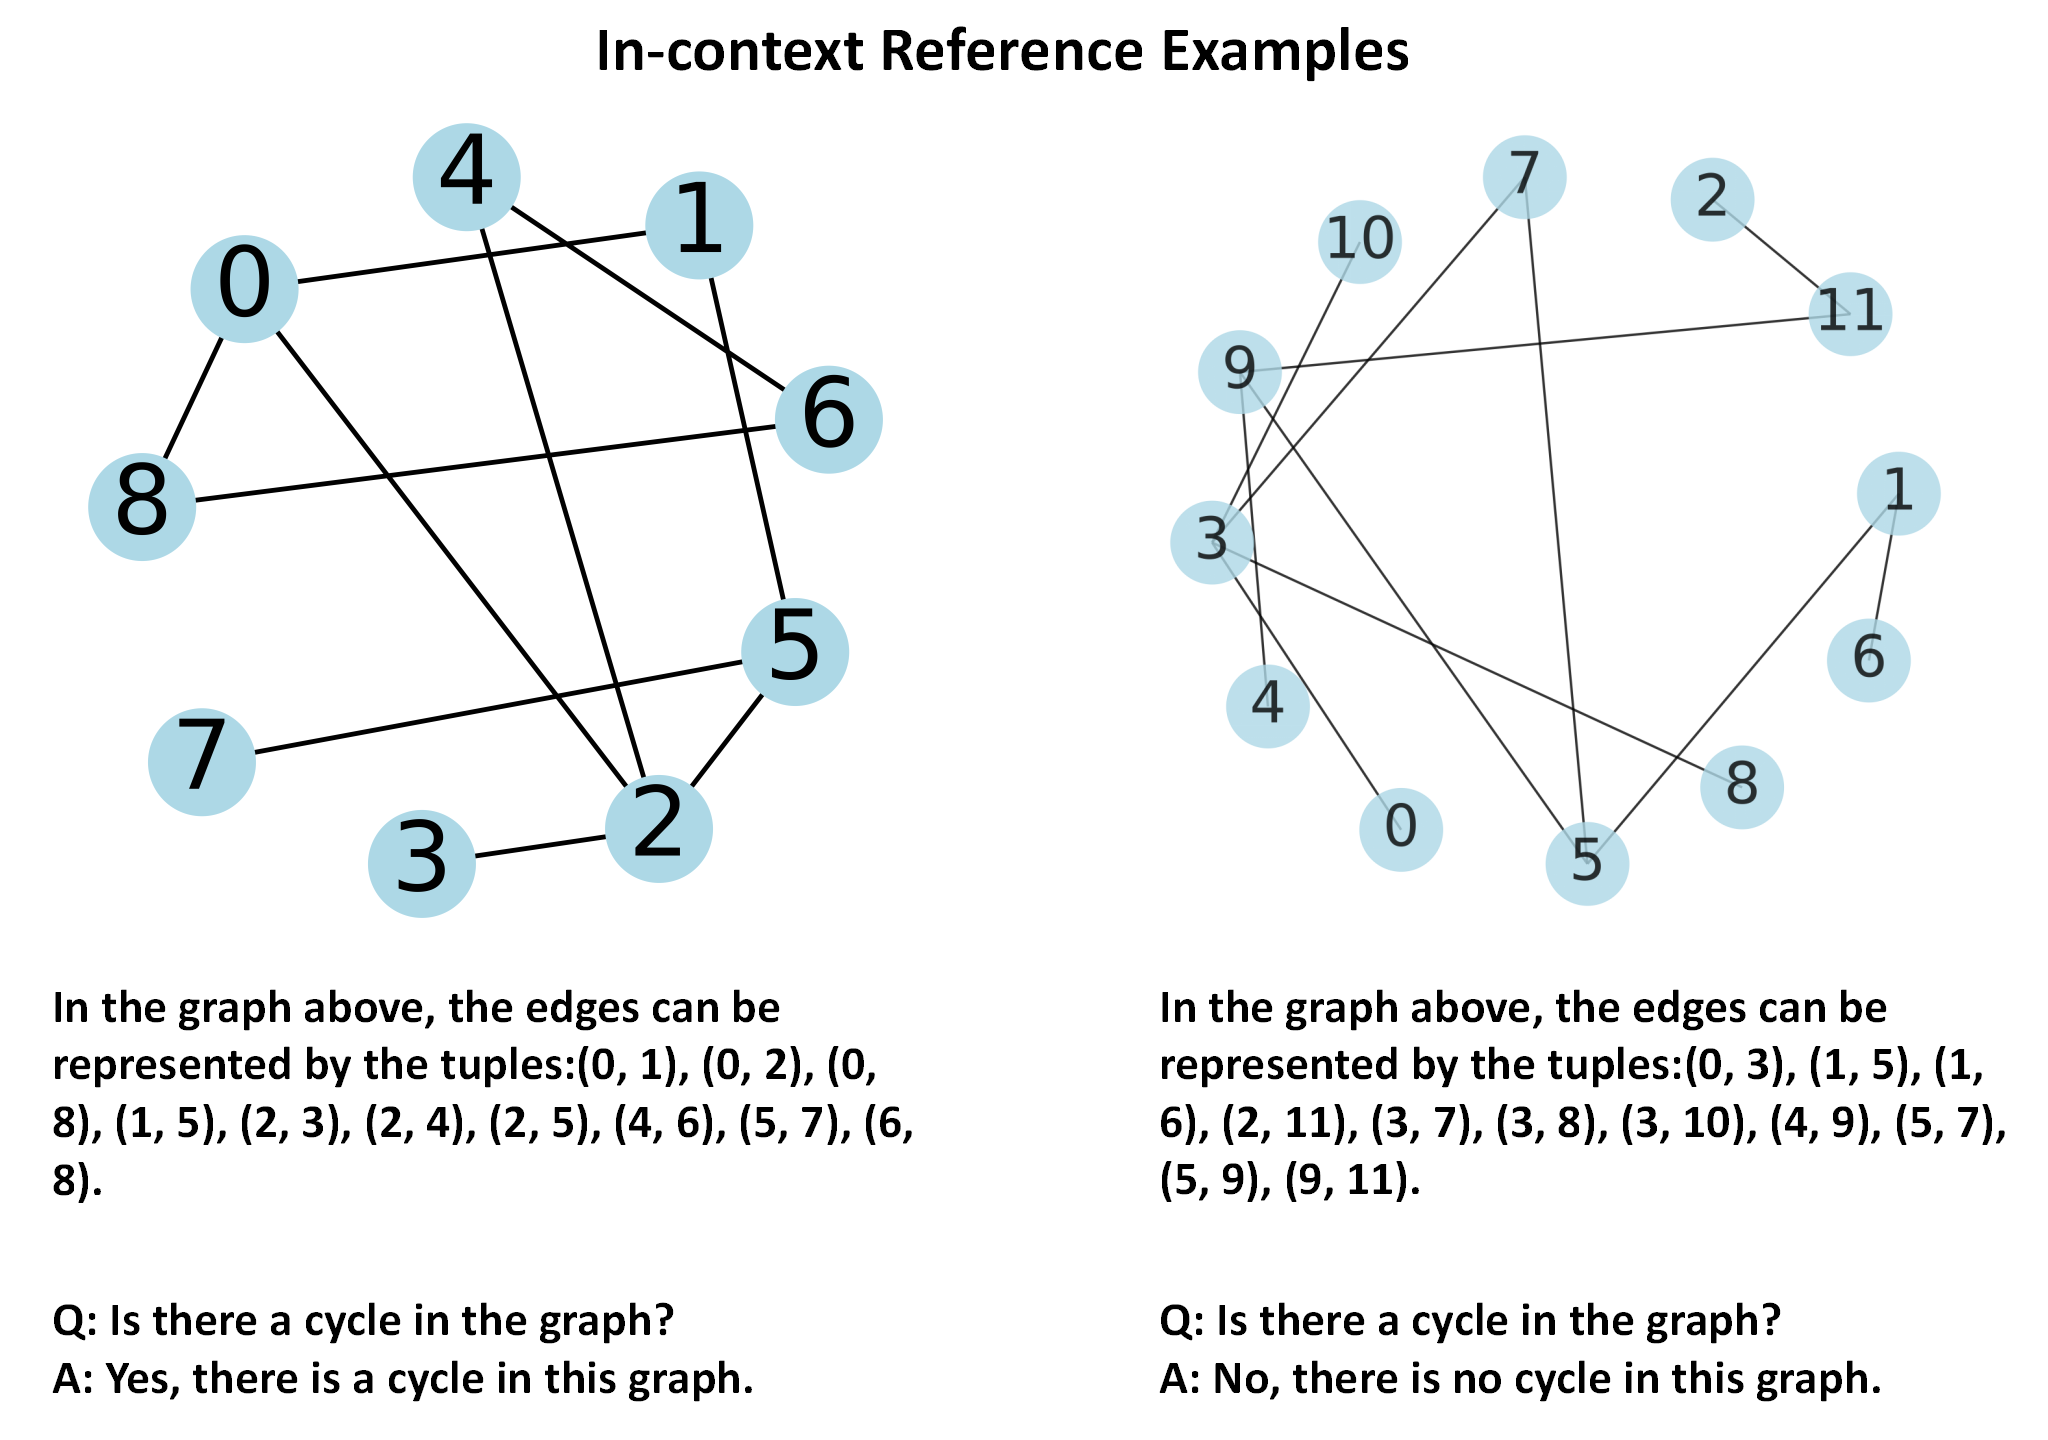 In-context Reference Examples
4
1
0
6
8
5
7
2
3
7
2
10
11
9
1
3
6
4
8
0
5
In the graph above, the edges can be
represented by the tuples:(0, 1), (0, 2), (0,
8), (1, 5), (2, 3), (2, 4), (2, 5), (4, 6), (5, 7), (6,
8).
Q: Is there a cycle in the graph?
A: Yes, there is a cycle in this graph.
In the graph above, the edges can be
represented by the tuples:(0, 3), (1, 5), (1,
6), (2, 11), (3, 7), (3, 8), (3, 10), (4, 9), (5, 7),
(5, 9), (9, 11).
Q: Is there a cycle in the graph?
A: No, there is no cycle in this graph.